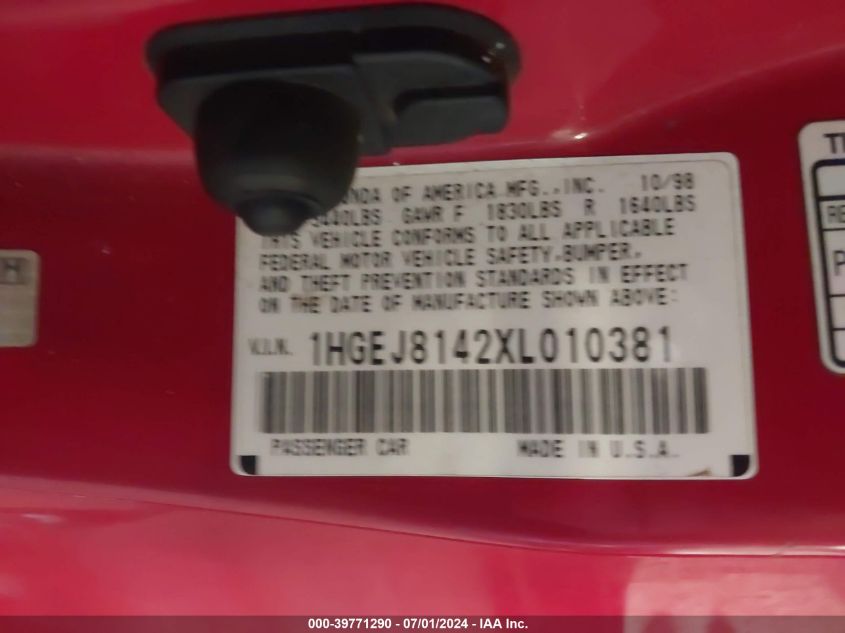 NDA OF AMERICA MFG., INC. 10/98
3440LBS GAWR F 1830LBS R 1640LBS
THIS VEHICLE CONFORMS TO ALL APPLICABLE
FEDERAL MOTOR VEHICLE SAFETY, BUMPER,
AND THEFT PREVENTION STANDARDS IN EFFECT
ON THE DATE OF MANUFACTURE SHOWN ABOVE:
V.I.N. 1HGEJ8142XL010381
PASSENGER CAR MADE IN U.S.A.
000-39771290 - 07/01/2024 - IAA, Inc.